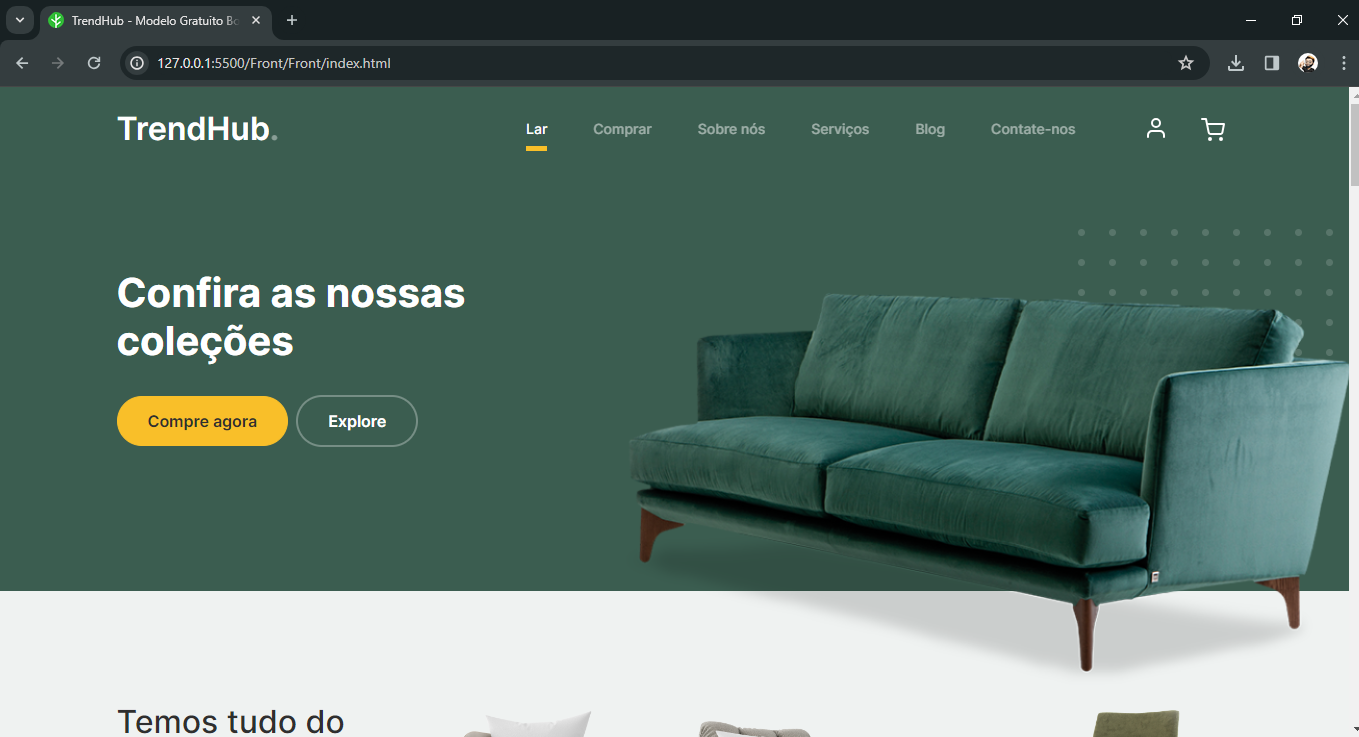 TrendHub - Modelo Gratuito Bo
127.0.0.1:5500/Front/Front/index.html
TrendHub.
Lar
Comprar
Sobre nós
Serviços
Blog
Contate-nos
Confira as nossas
coleções
Compre agora
Explore
Temos tudo do